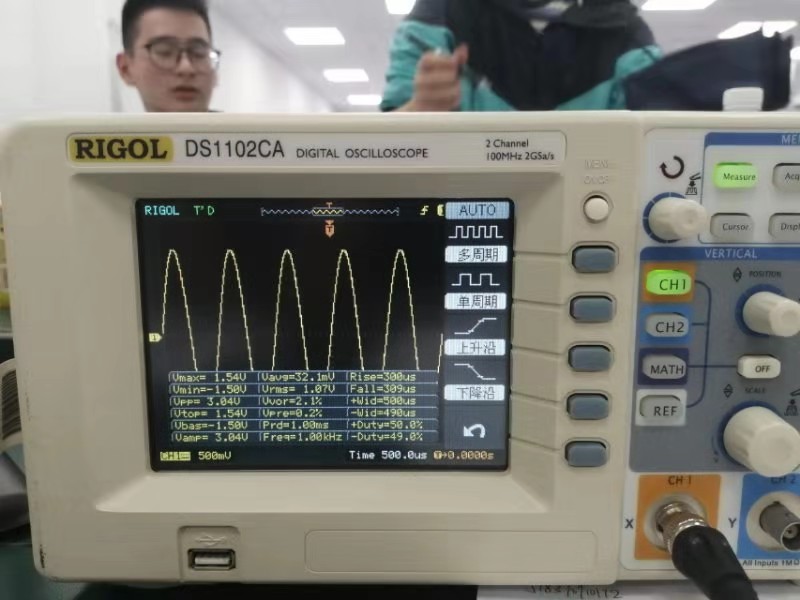 RIGOL DS1102CA DIGITAL OSCILLOSCOPE
2 Channel
100MHz 2GSa/s
RIGOL T'D
AUTO
多周期
单周期
上升沿
下降沿
Vmax= 1.54V Vavg=32.1mV Rise=300us
Vmin=-1.50V Vrms= 1.07V Fall=309us
Vpp= 3.04V Vovr=2.1% +Wid=500us
Vtop= 1.54V Vpre=0.2% -Wid=490us
Vbas=-1.50V Prd=1.00ms +Duty=50.0%
Vamp= 3.04V Freq=1.00kHz -Duty=49.0%
CH1 500mV Time 500.0us T→0.0000s
Measure
Cursor
VERTICAL
CH1
CH2
MATH
REF
POSITION
OFF
SCALE
CH 1
CH 2
X
Y